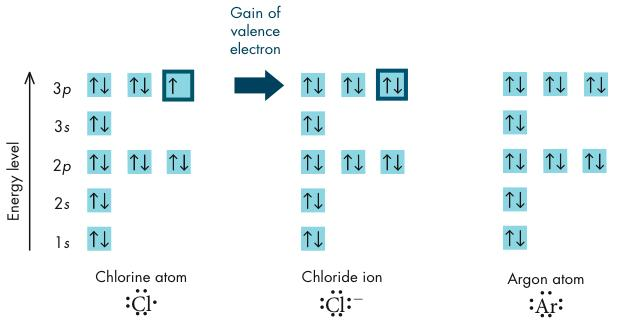 Gain of
valence
electron
Energy level
3p ↑↓ ↑↓ ↑ ↑↓ ↑↓ ↑↓ ↑↓ ↑↓ ↑↓
3s ↑↓ ↑↓ ↑↓
2p ↑↓ ↑↓ ↑↓ ↑↓ ↑↓ ↑↓ ↑↓ ↑↓ ↑↓
2s ↑↓ ↑↓ ↑↓
1s ↑↓ ↑↓ ↑↓
Chlorine atom Chloride ion Argon atom
Cl Cl⁻ Ar